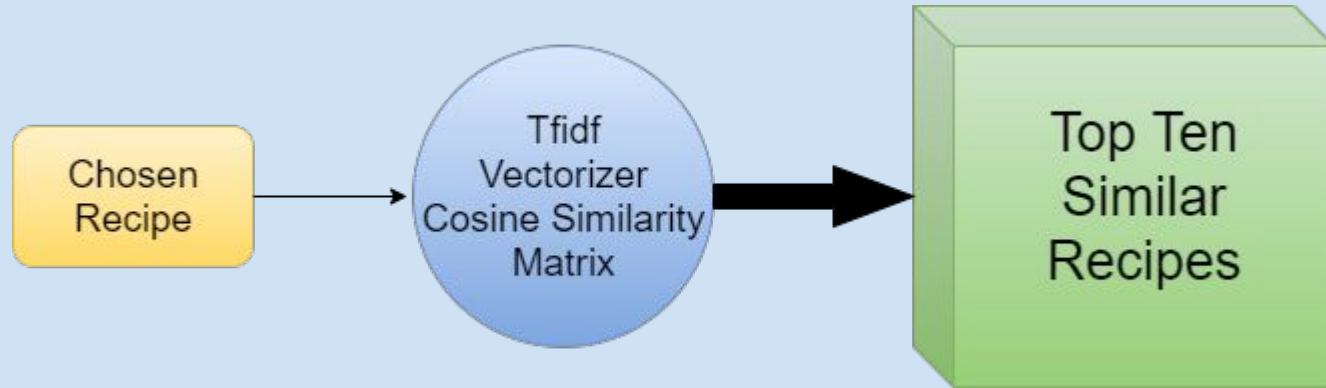 Chosen
Recipe
Tfidf
Vectorizer
Cosine Similarity
Matrix
Top Ten
Similar
Recipes